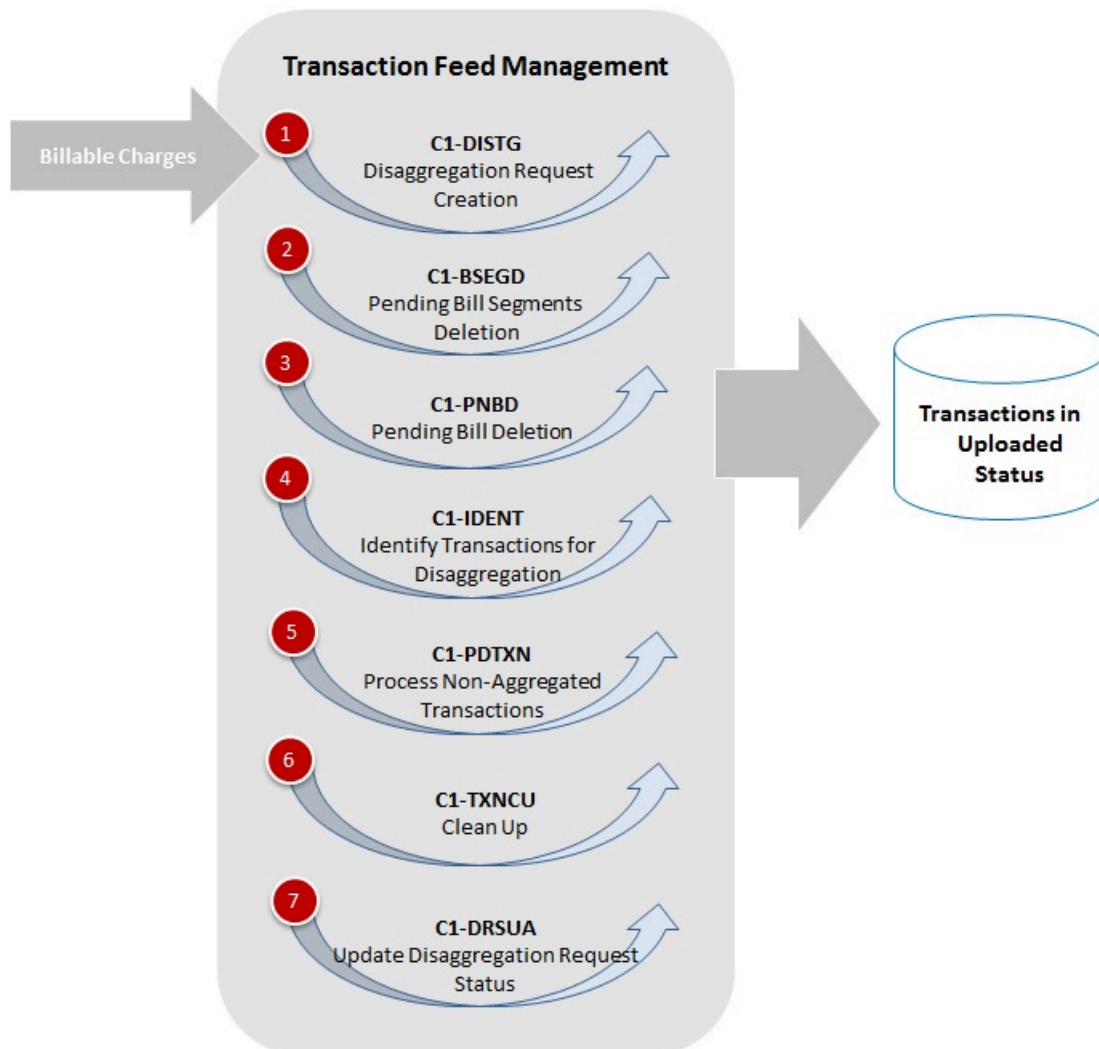 Transaction Feed Management
Billable Charges
1
C1-DISTG
Disaggregation Request
Creation
2
C1-BSEGD
Pending Bill Segments
Deletion
3
C1-PNBD
Pending Bill Deletion
4
C1-IDENT
Identify Transactions for
Disaggregation
5
C1-PDTXN
Process Non-Aggregated
Transactions
6
C1-TXNCU
Clean Up
7
C1-DRSUA
Update Disaggregation Request
Status
Transactions in
Uploaded
Status